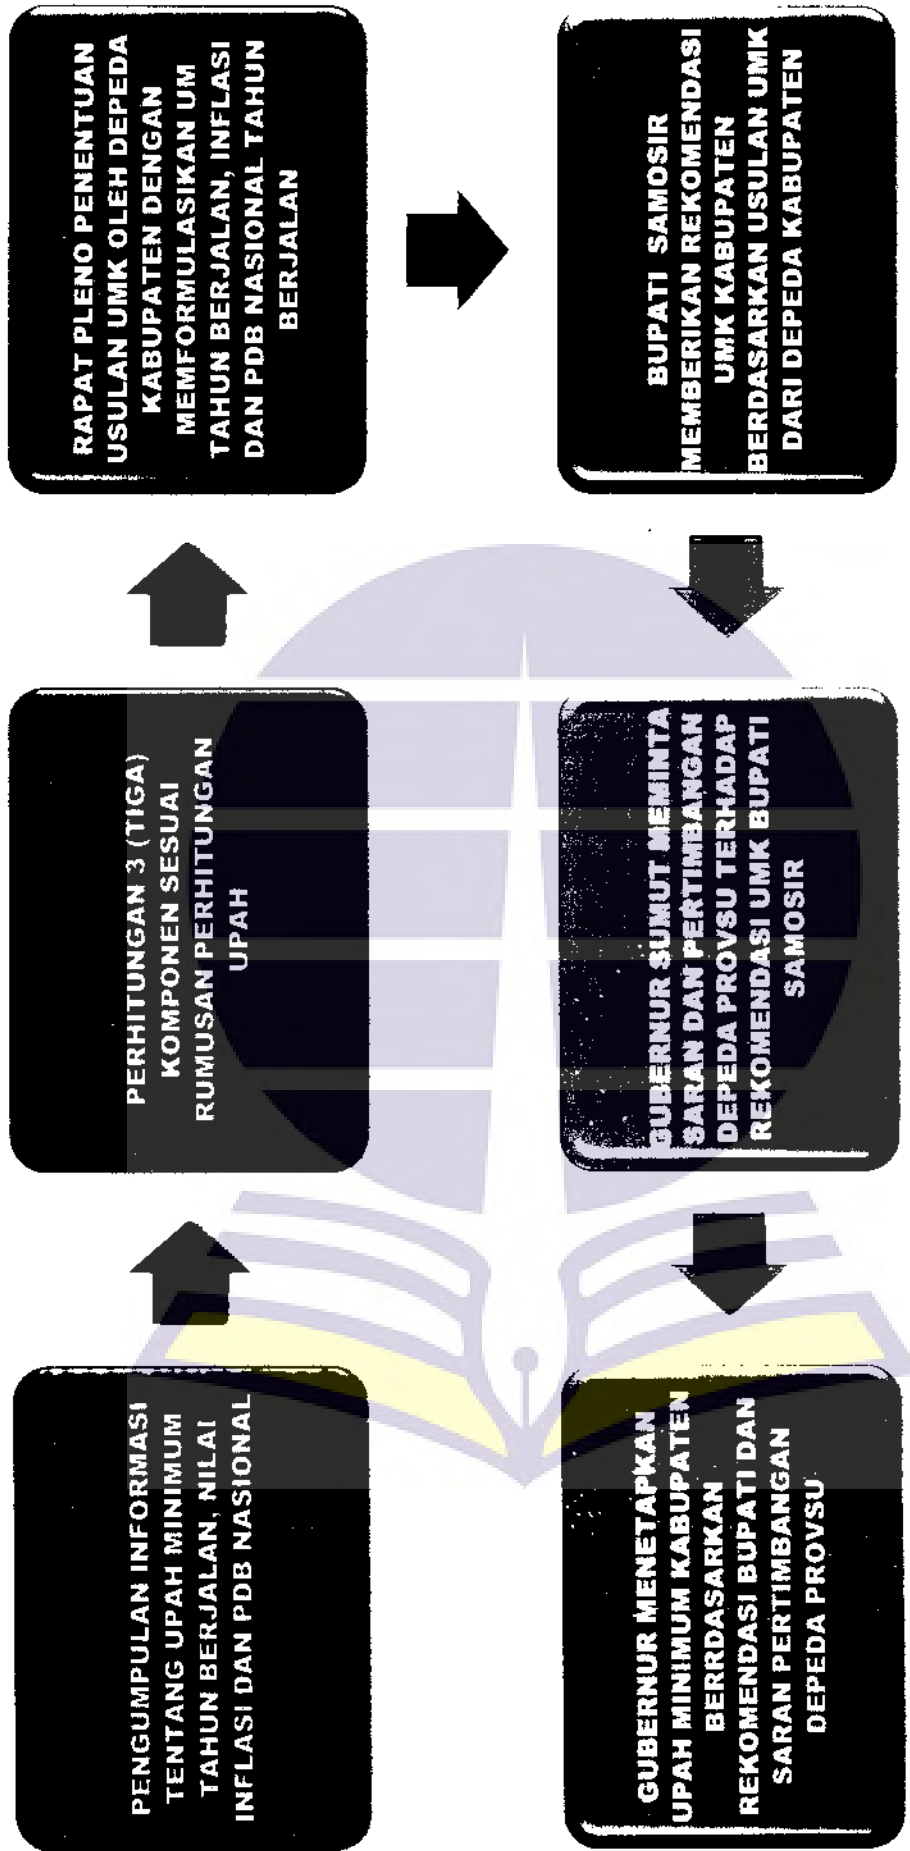 PENGUMPULAN INFORMASI
TENTANG UPAH MINIMUM
TAHUN BERJALAN, NILAI
INFLASI DAN PDB NASIONAL
PERHITUNGAN 3 (TIGA)
KOMPONEN SESUAI
RUMUSAN PERHITUNGAN
UPAH
RAPAT PLENO PENENTUAN
USULAN UMK OLEH DEPEDA
KABUPATEN DENGAN
MEMFORMULASIKAN UM
TAHUN BERJALAN, INFLASI
DAN PDB NASIONAL TAHUN
BERJALAN
BUPATI SAMOSIR
MEMBERIKAN REKOMENDASI
UMK KABUPATEN
BERDASARKAN USULAN UMK
DARI DEPEDA KABUPATEN
GUBERNUR SUMUT MEMINTA
SARAN DAN PERTIMBANGAN
DEPEDA PROVSU TERHADAP
REKOMENDASI UMK BUPATI
SAMOSIR
GUBERNUR MENETAPKAN
UPAH MINIMUM KABUPATEN
BERRDASARKAN
REKOMENDASI BUPATI DAN
SARAN PERTIMBANGAN
DEPEDA PROVSU